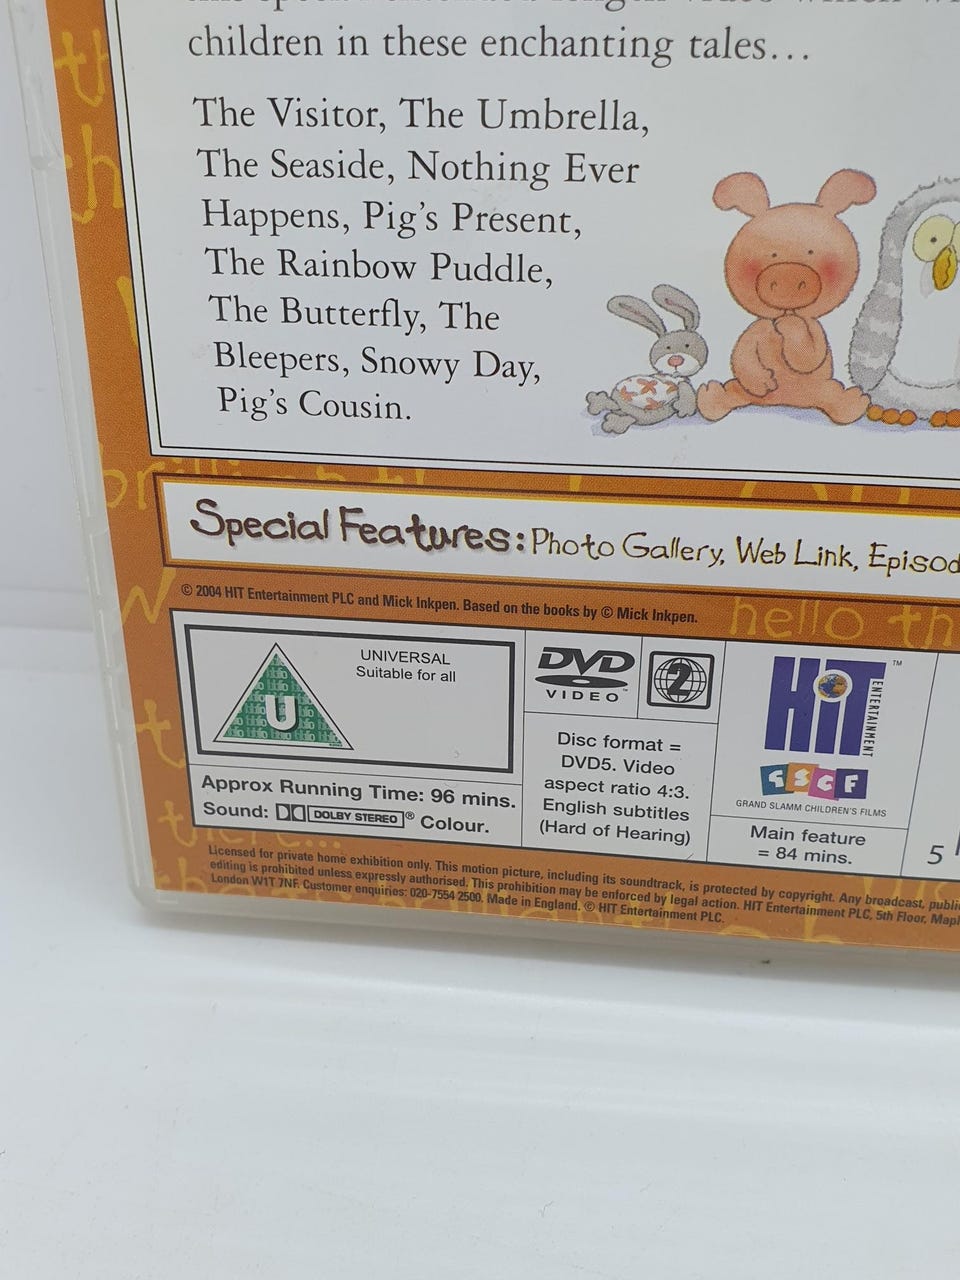 children in these enchanting tales...
The Visitor, The Umbrella,
The Seaside, Nothing Ever
Happens, Pig's Present,
The Rainbow Puddle,
The Butterfly, The
Bleepers, Snowy Day,
Pig's Cousin.
Special Features: Photo Gallery, Web Link,
© 2004 HIT Entertainment PLC and Mick Inkpen. Based on the books by © Mick Inkpen.
hello
U
UNIVERSAL
Suitable for all
Approx Running Time: 96 mins.
Sound: DOLBY STEREO® Colour.
DVD
VIDEO™
2
Disc format =
DVD5. Video
aspect ratio 4:3.
English subtitles
(Hard of Hearing)
HiT ENTERTAINMENT ™
GSCF
GRAND SLAMM CHILDREN'S FILMS
Main feature
= 84 mins.
5
Licensed for private home exhibition only. This motion picture, including its soundtrack, is protected by copyright. Any broadcast,
editing is prohibited unless expressly authorised. This prohibition may be enforced by legal action. HIT Entertainment PLC, 5th Floor,
London W1T 7NF. Customer enquiries: 020-7554 2500. Made in England. © HIT Entertainment PLC.